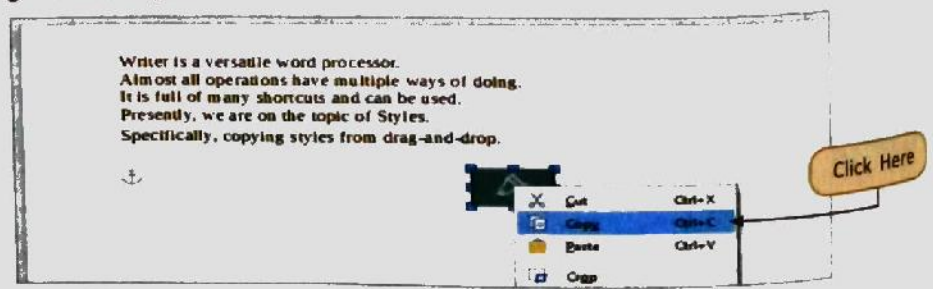 Writer is a versatile word processor.
Almost all operations have multiple ways of doing.
It is full of many shortcuts and can be used.
Presently, we are on the topic of Styles.
Specifically, copying styles from drag-and-drop.
Click Here
Cut Ctrl+X
Copy Ctrl+C
Paste Ctrl+V
Crop